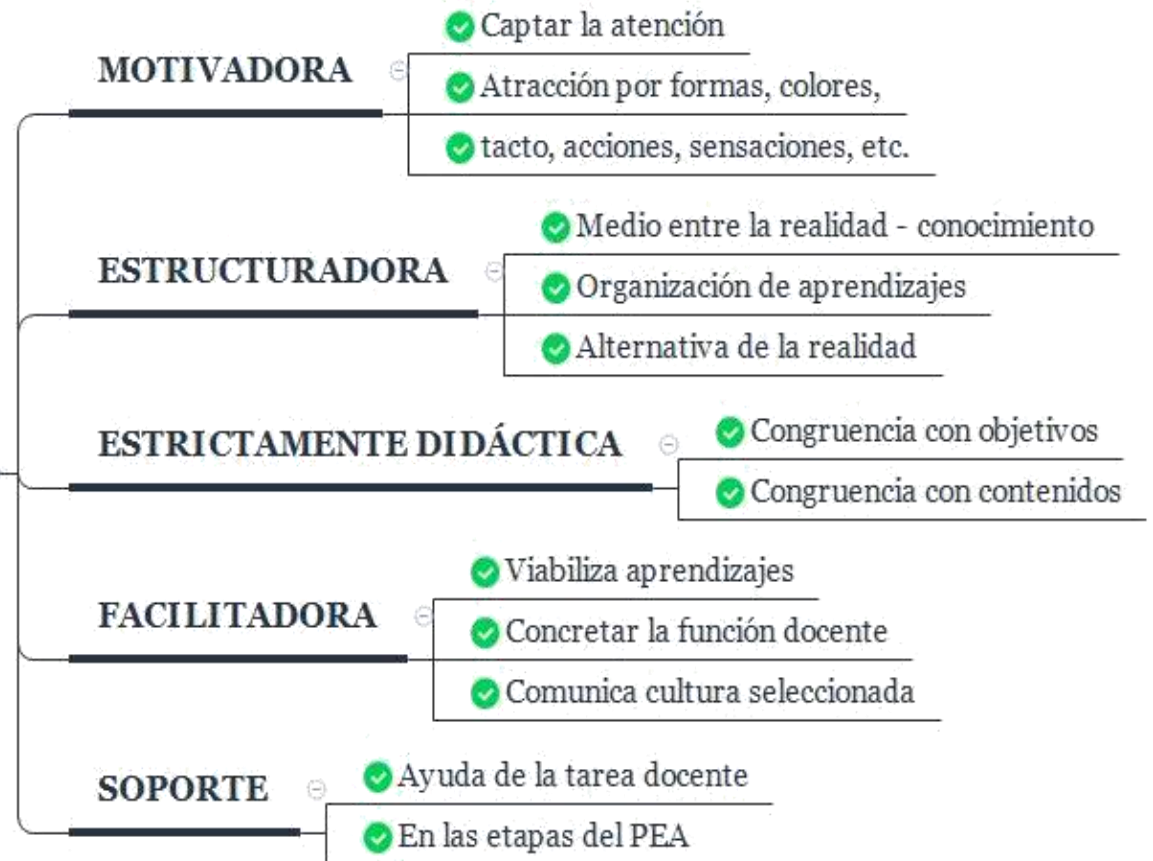 MOTIVADORA
Captar la atención
Atracción por formas, colores,
tacto, acciones, sensaciones, etc.
ESTRUCTURADORA
Medio entre la realidad - conocimiento
Organización de aprendizajes
Alternativa de la realidad
ESTRICTAMENTE DIDÁCTICA
Congruencia con objetivos
Congruencia con contenidos
FACILITADORA
Viabiliza aprendizajes
Concretar la función docente
Comunica cultura seleccionada
SOPORTE
Ayuda de la tarea docente
En las etapas del PEA